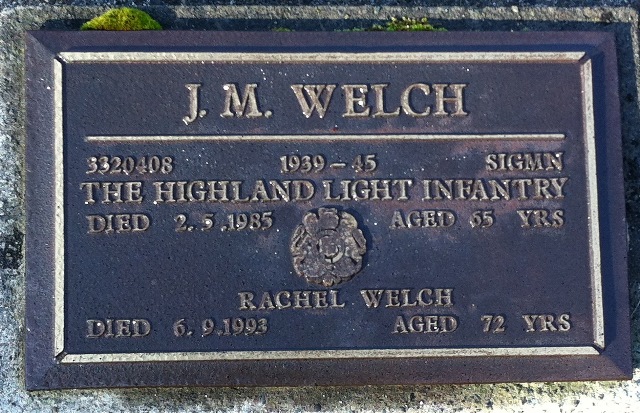 J. M. WELCH
3320408 1939 – 45 SIGMN
THE HIGHLAND LIGHT INFANTRY
DIED 2. 5 .1985 AGED 65 YRS
RACHEL WELCH
DIED 6. 9.1993 AGED 72 YRS